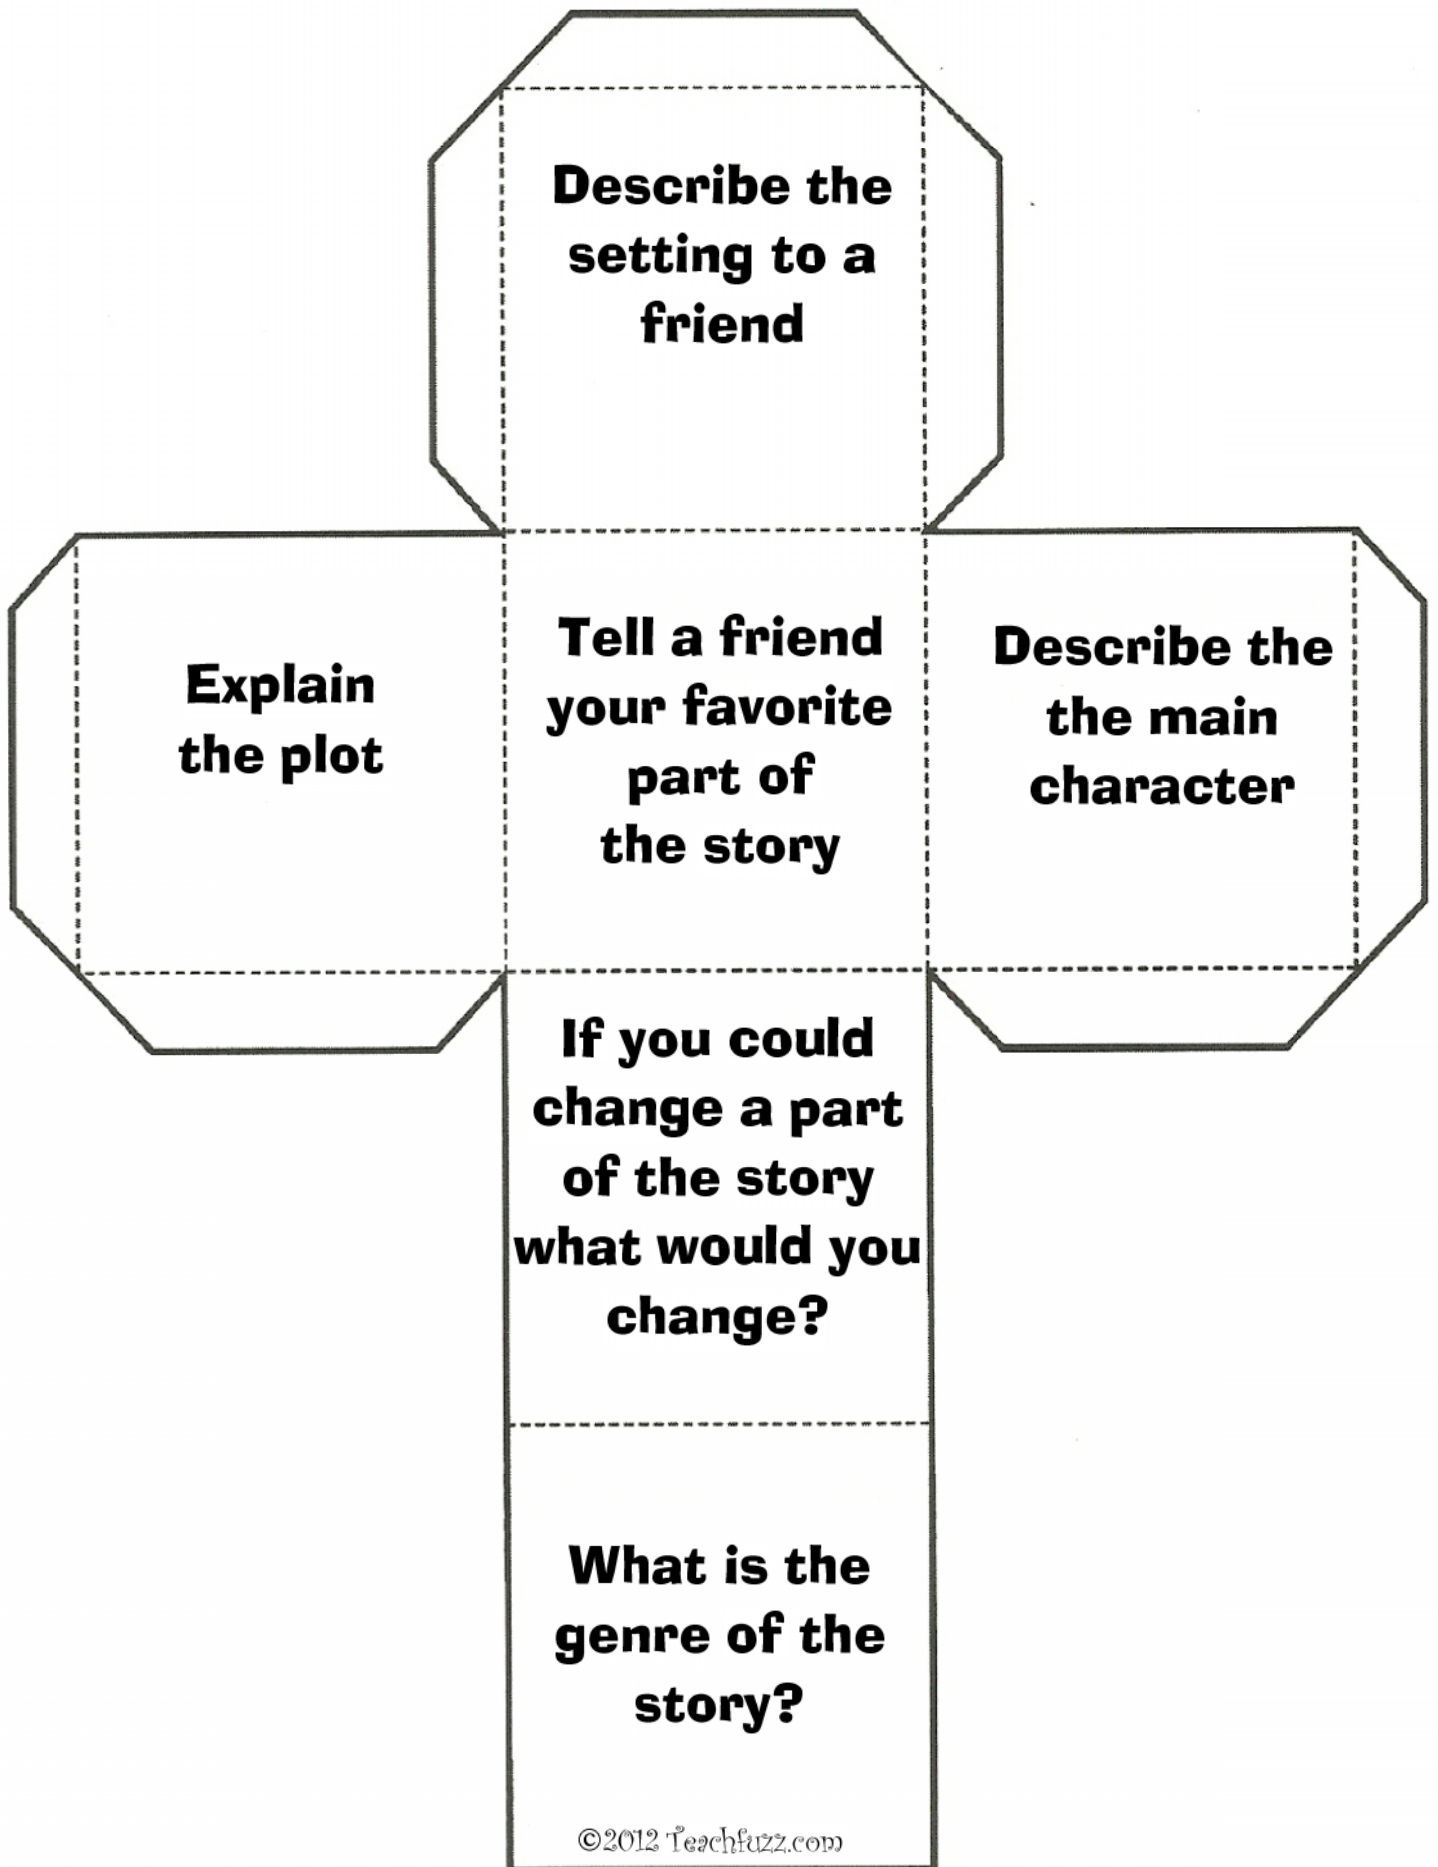 Describe the
setting to a
friend
Explain
the plot
Tell a friend
your favorite
part of
the story
Describe the
the main
character
If you could
change a part
of the story
what would you
change?
What is the
genre of the
story?
©2012 Teachfuzz.com